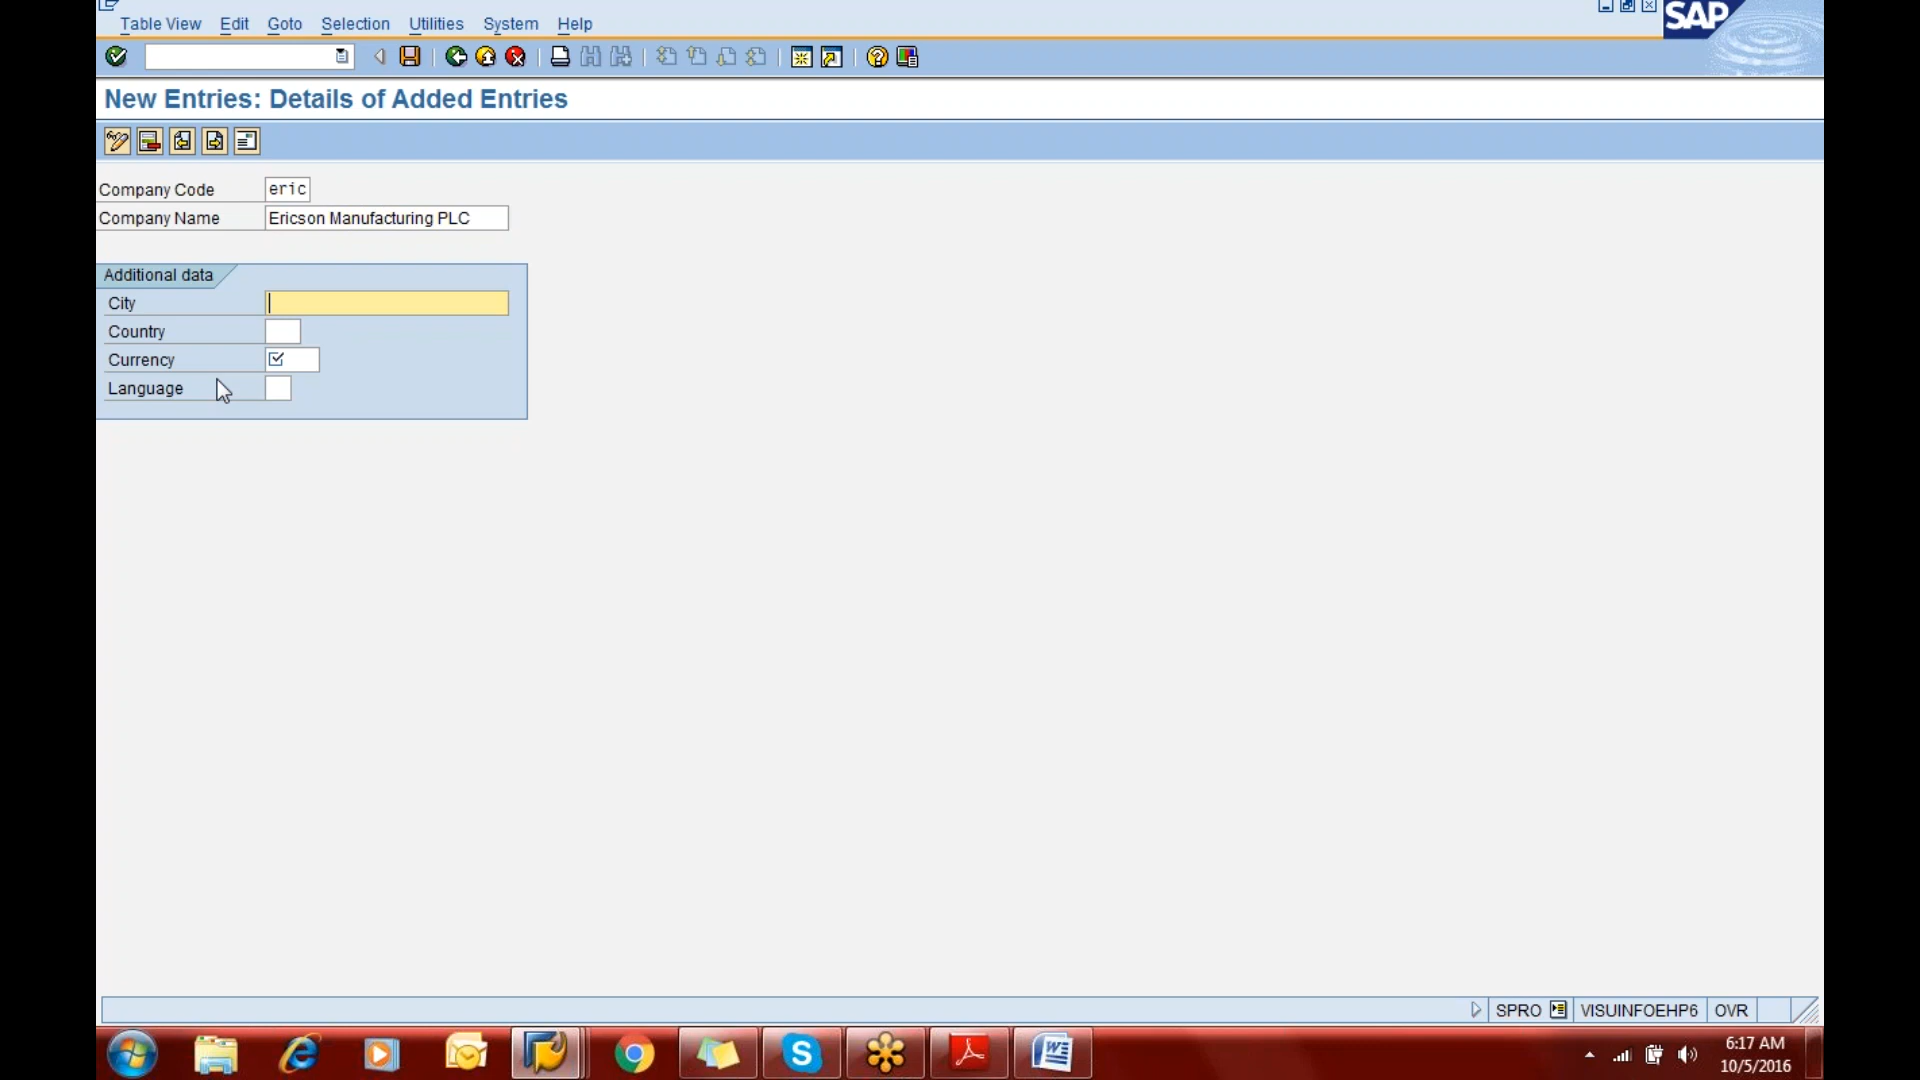 Table View Edit Goto Selection Utilities System Help
SAP
New Entries: Details of Added Entries
Company Code eric
Company Name Ericson Manufacturing PLC
Additional data
City
Country
Currency
Language
SPRO VISUINFOEHP6 OVR
6:17 AM
10/5/2016